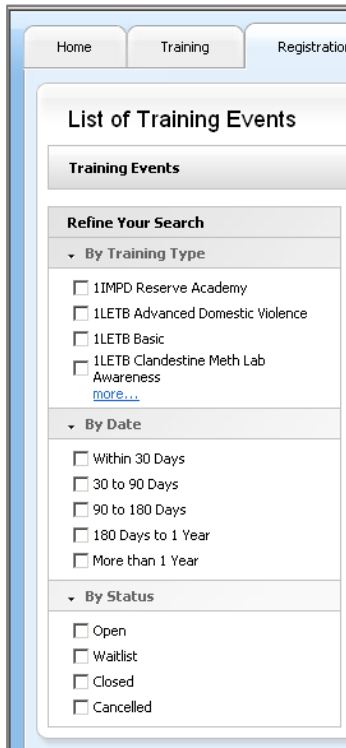 Home Training Registration
List of Training Events
Training Events
Refine Your Search
By Training Type
1IMPD Reserve Academy
1LETB Advanced Domestic Violence
1LETB Basic
1LETB Clandestine Meth Lab
Awareness
more...
By Date
Within 30 Days
30 to 90 Days
90 to 180 Days
180 Days to 1 Year
More than 1 Year
By Status
Open
Waitlist
Closed
Cancelled